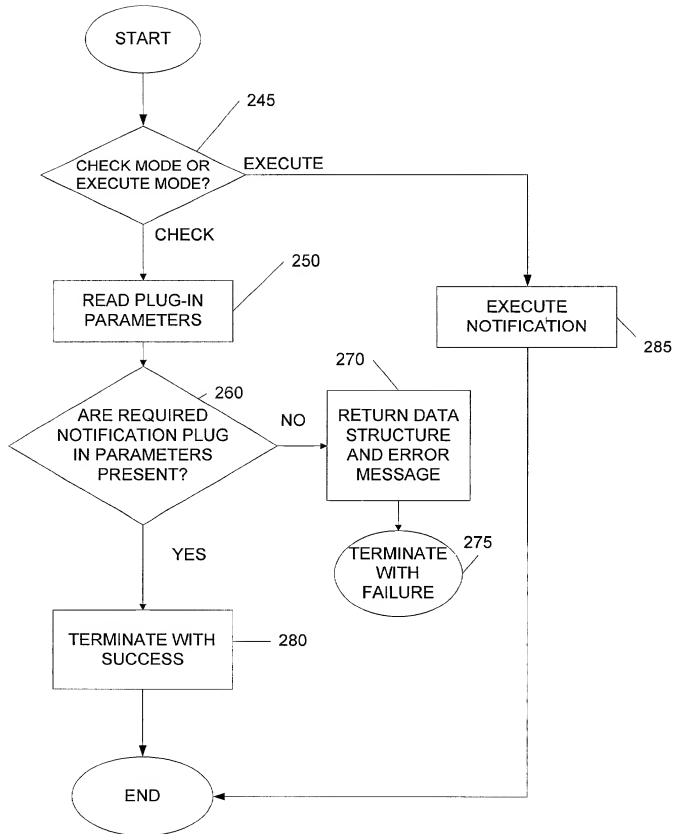 START
245
CHECK MODE OR
EXECUTE MODE?
EXECUTE
CHECK
250
READ PLUG-IN
PARAMETERS
EXECUTE
NOTIFICATION
285
260
ARE REQUIRED
NOTIFICATION PLUG
IN PARAMETERS
PRESENT?
NO
270
RETURN DATA
STRUCTURE
AND ERROR
MESSAGE
275
TERMINATE
WITH
FAILURE
YES
TERMINATE WITH
SUCCESS
280
END